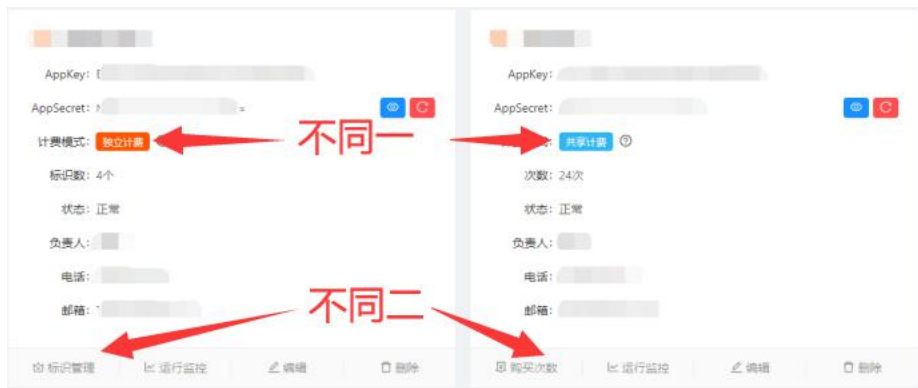 AppKey:
AppSecret: =
计费模式: 独立计费
标识数: 4个
状态: 正常
负责人:
电话:
邮箱:
标识管理 运行监控 编辑 删除
不同一
不同二
AppKey:
AppSecret:
共享计费
次数: 24次
状态: 正常
负责人:
电话:
邮箱:
购买次数 运行监控 编辑 删除